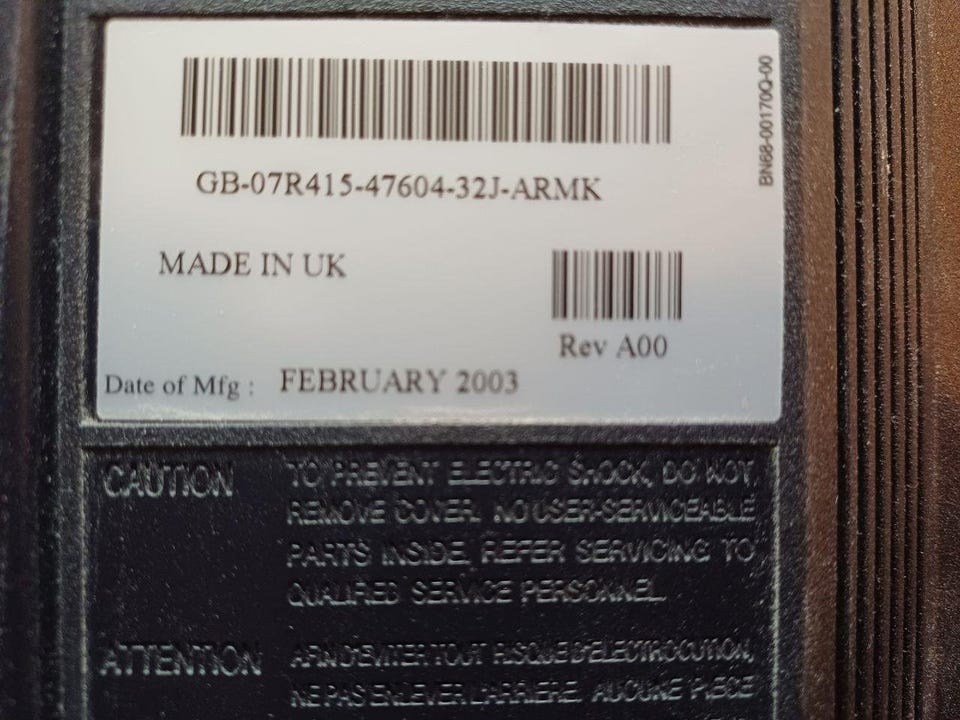 BN68-00170Q-00
GB-07R415-47604-32J-ARMK
MADE IN UK
Rev A00
Date of Mfg : FEBRUARY 2003
CAUTION TO PREVENT ELECTRIC SHOCK, DO NOT,
REMOVE COVER. NO USER-SERVICEABLE
PARTS INSIDE, REFER SERVICING TO
QUALIFIED SERVICE PERSONNEL.
ATTENTION AFIN D'EVITER TOUT RISQUE D'ELECTROCUTION,
NE PAS ENLEVER L'ARRIERE. AUCUNE PIECE